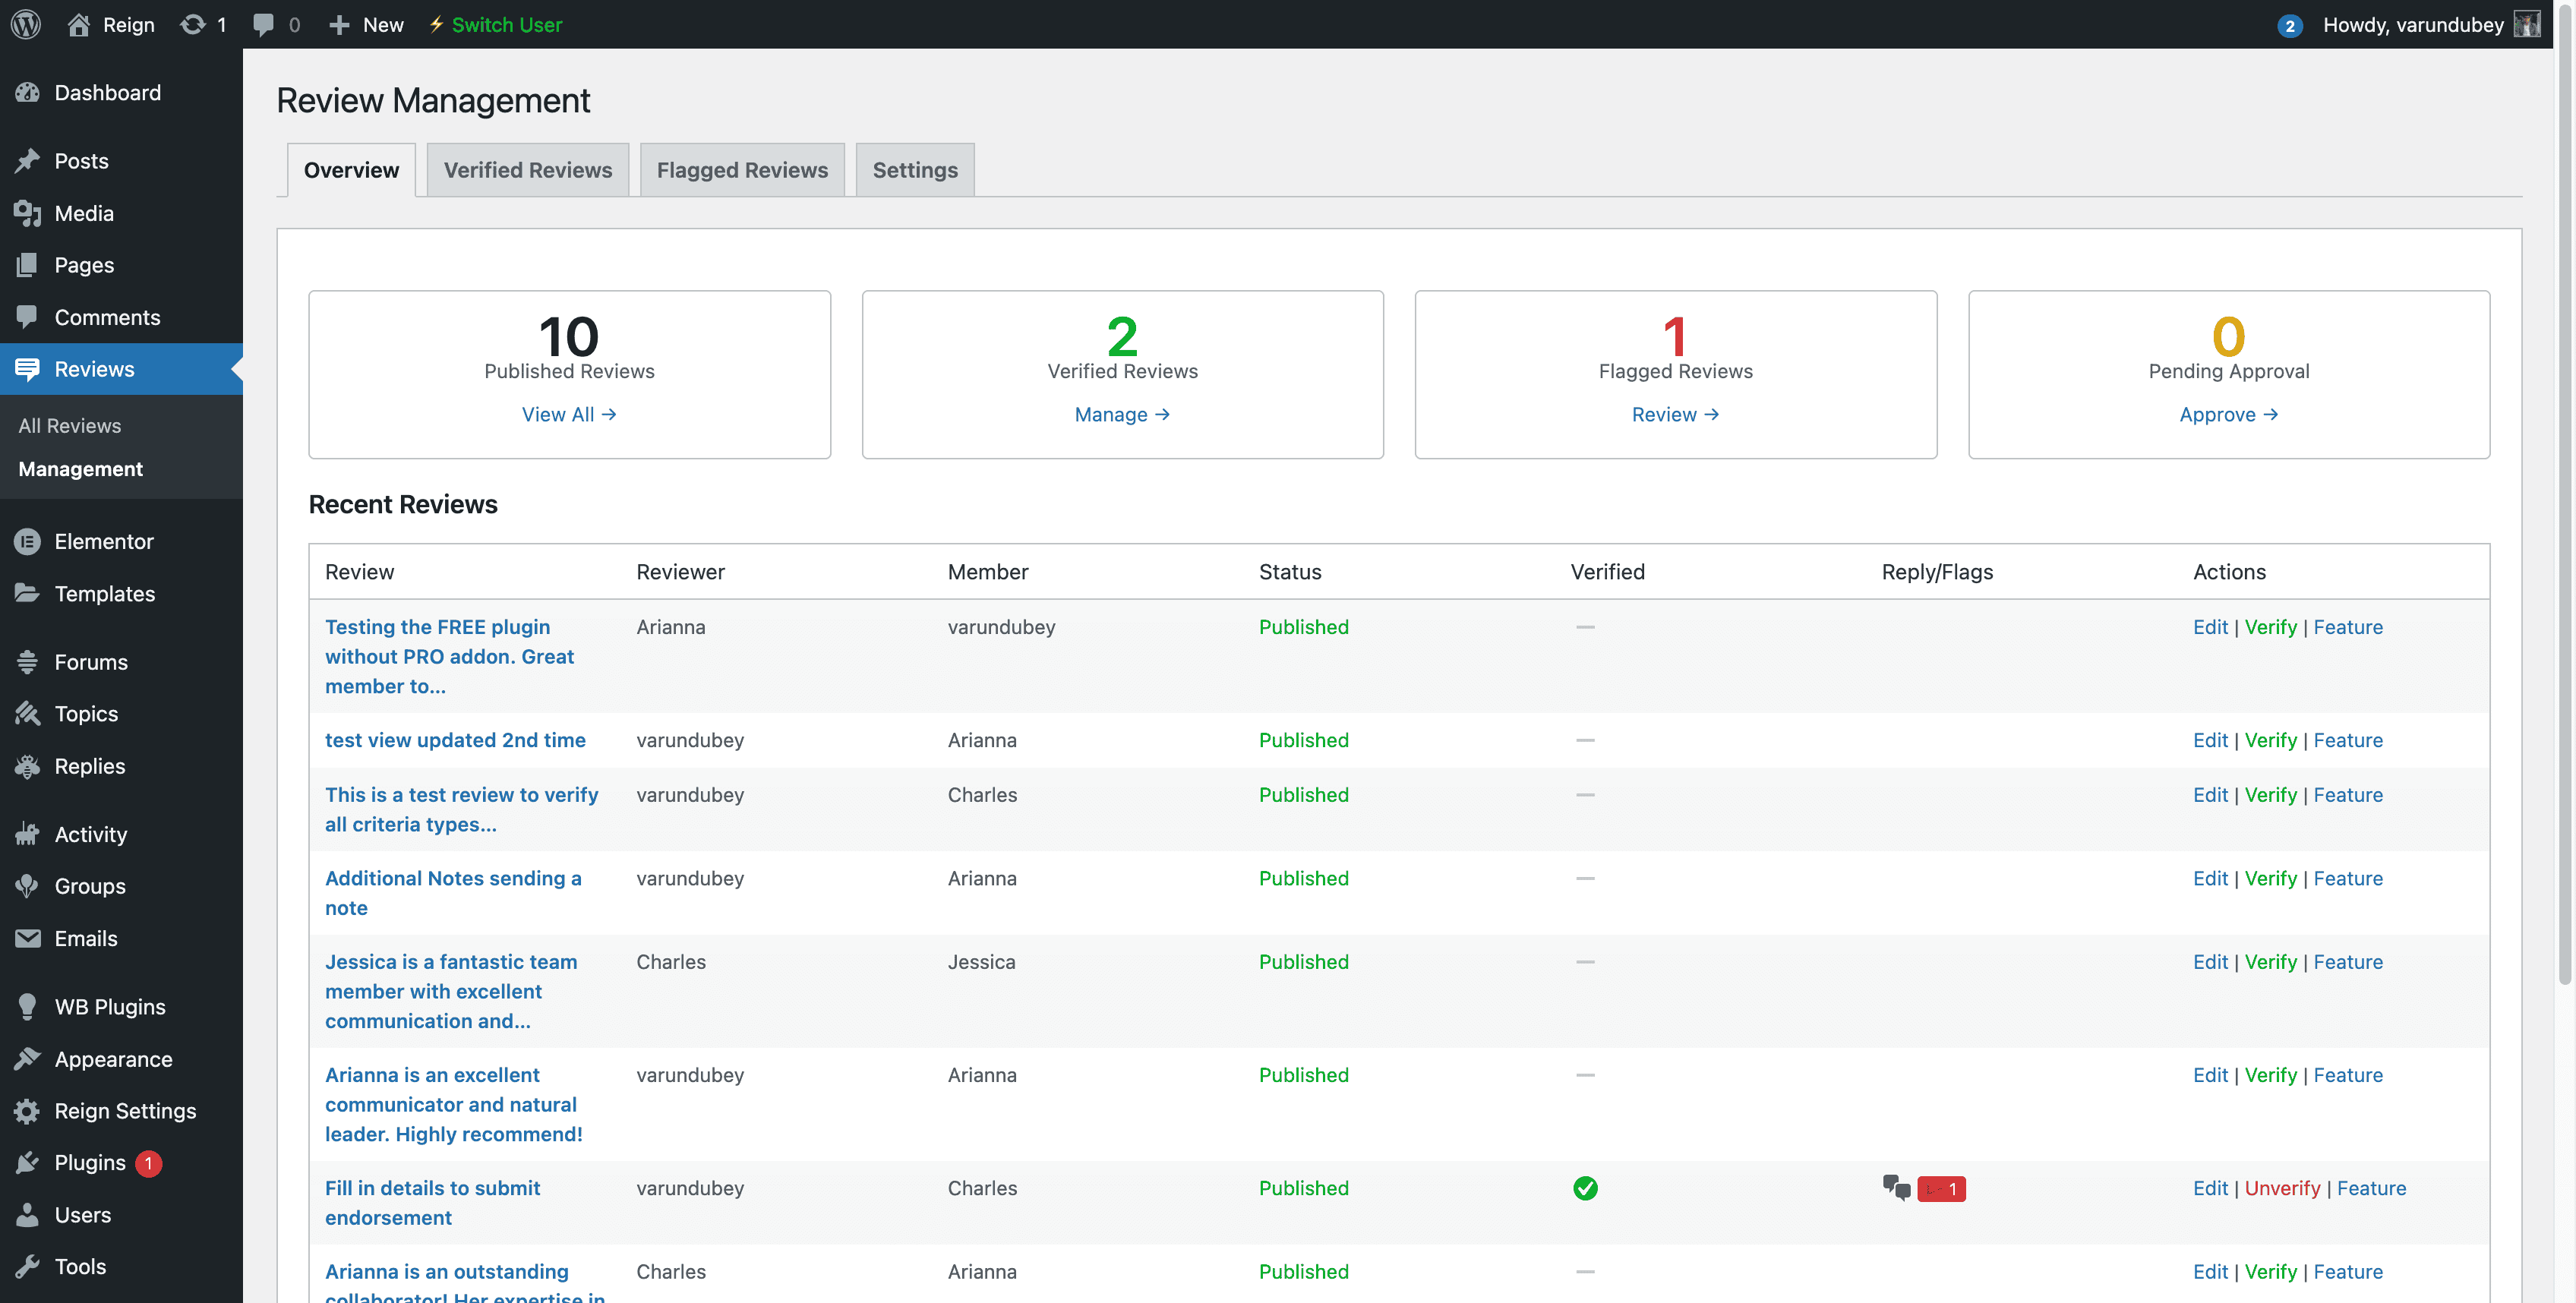 Reign 1 0 New Switch User 2 Howdy, varundubey
Dashboard
Posts
Media
Pages
Comments
Reviews
All Reviews
Management
Elementor
Templates
Forums
Topics
Replies
Activity
Groups
Emails
WB Plugins
Appearance
Reign Settings
Plugins 1
Users
Tools
Review Management
Overview Verified Reviews Flagged Reviews Settings
10 2 1 0
Published Reviews Verified Reviews Flagged Reviews Pending Approval
View All → Manage → Review → Approve →
Recent Reviews
Review Reviewer Member Status Verified Reply/Flags Actions
Testing the FREE plugin Arianna varundubey Published — Edit | Verify | Feature
without PRO addon. Great
member to...
test view updated 2nd time varundubey Arianna Published — Edit | Verify | Feature
This is a test review to verify varundubey Charles Published — Edit | Verify | Feature
all criteria types...
Additional Notes sending a varundubey Arianna Published — Edit | Verify | Feature
note
Jessica is a fantastic team Charles Jessica Published — Edit | Verify | Feature
member with excellent
communication and...
Arianna is an excellent varundubey Arianna Published — Edit | Verify | Feature
communicator and natural
leader. Highly recommend!
Fill in details to submit varundubey Charles Published 1 Edit | Unverify | Feature
endorsement
Arianna is an outstanding Charles Arianna Published — Edit | Verify | Feature
collaborator! Her expertise in